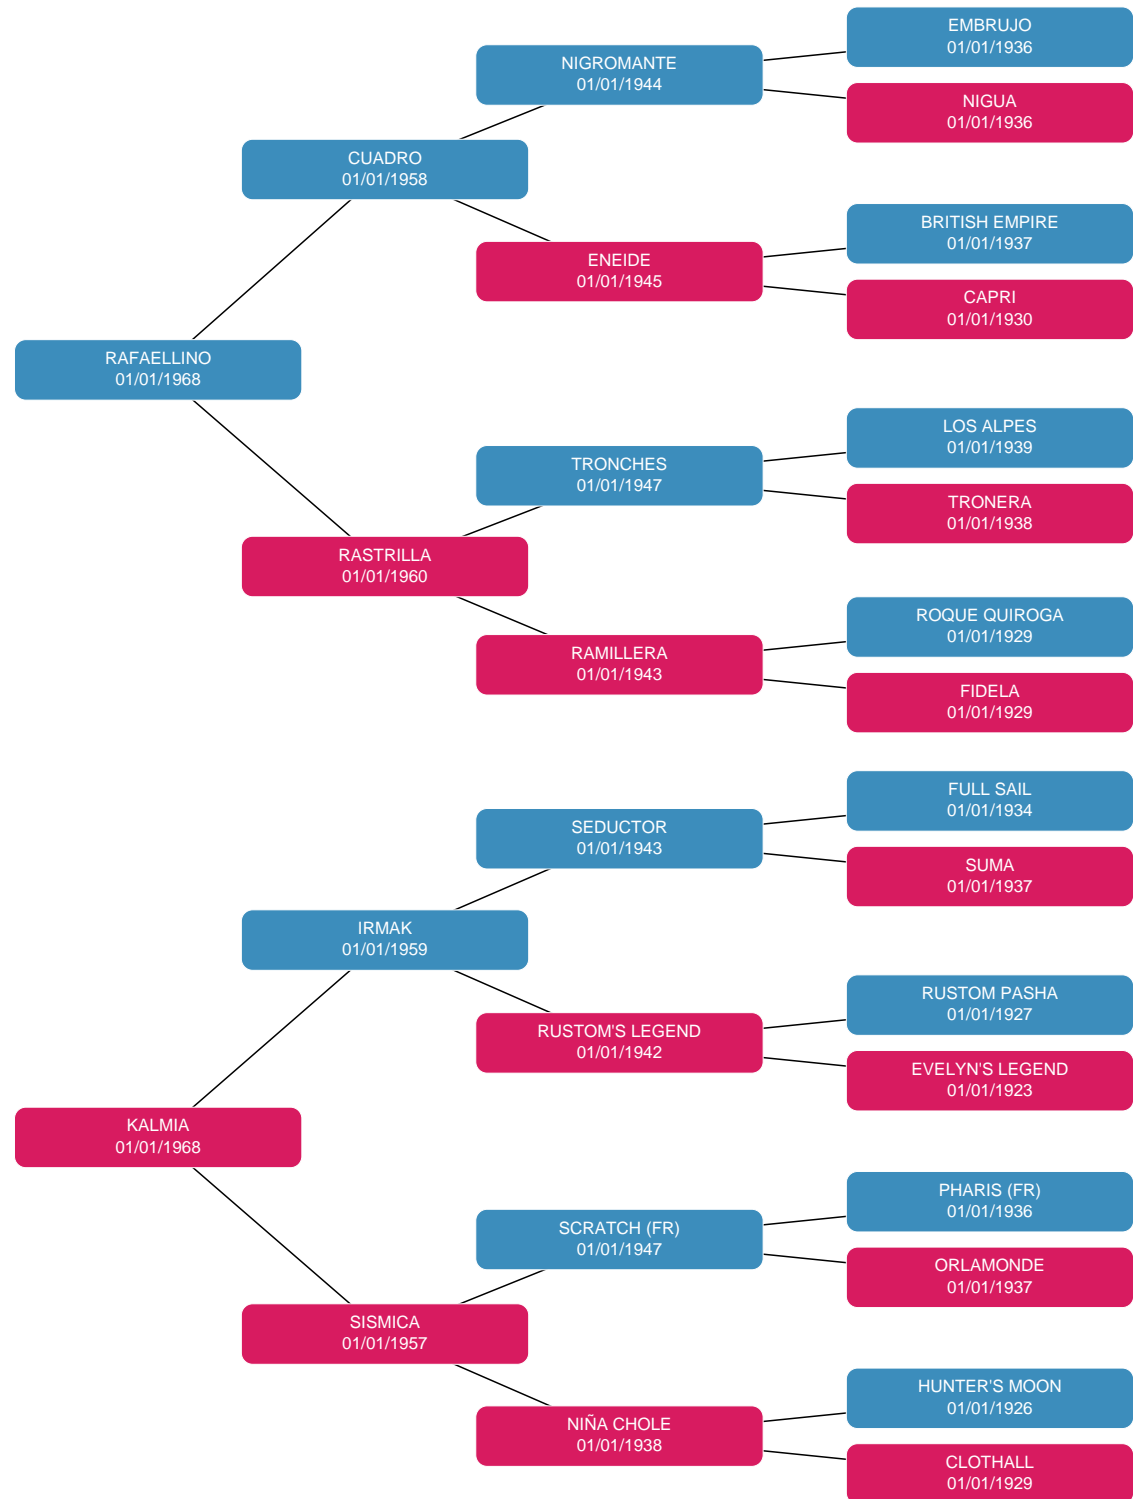 EMBRUJO
01/01/1936
NIGROMANTE
01/01/1944
NIGUA
01/01/1936
CUADRO
01/01/1958
BRITISH EMPIRE
01/01/1937
ENEIDE
01/01/1945
CAPRI
01/01/1930
RAFAELLINO
01/01/1968
LOS ALPES
01/01/1939
TRONCHES
01/01/1947
TRONERA
01/01/1938
RASTRILLA
01/01/1960
ROQUE QUIROGA
01/01/1929
RAMILLERA
01/01/1943
FIDELA
01/01/1929
FULL SAIL
01/01/1934
SEDUCTOR
01/01/1943
SUMA
01/01/1937
IRMAK
01/01/1959
RUSTOM PASHA
01/01/1927
RUSTOM'S LEGEND
01/01/1942
EVELYN'S LEGEND
01/01/1923
KALMIA
01/01/1968
PHARIS (FR)
01/01/1936
SCRATCH (FR)
01/01/1947
ORLAMONDE
01/01/1937
SISMICA
01/01/1957
HUNTER'S MOON
01/01/1926
NIÑA CHOLE
01/01/1938
CLOTHALL
01/01/1929